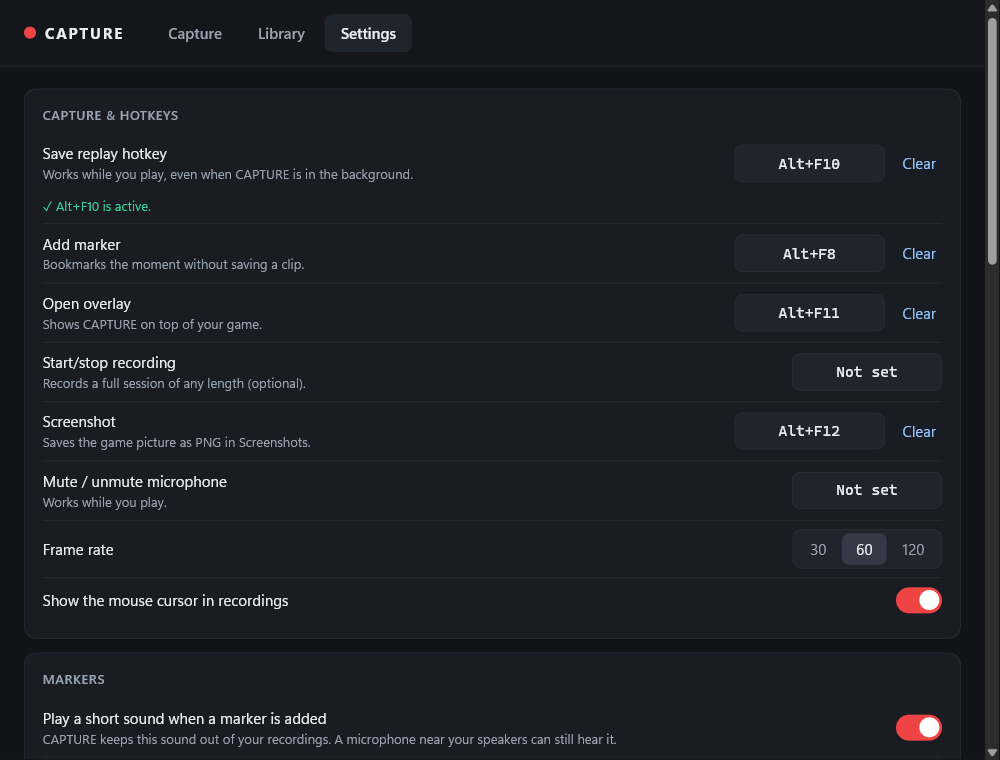 CAPTURE
Capture
Library
Settings
CAPTURE & HOTKEYS
Save replay hotkey
Works while you play, even when CAPTURE is in the background.
Alt+F10
Clear
✓ Alt+F10 is active.
Add marker
Bookmarks the moment without saving a clip.
Alt+F8
Clear
Open overlay
Shows CAPTURE on top of your game.
Alt+F11
Clear
Start/stop recording
Records a full session of any length (optional).
Not set
Screenshot
Saves the game picture as PNG in Screenshots.
Alt+F12
Clear
Mute / unmute microphone
Works while you play.
Not set
Frame rate
30
60
120
Show the mouse cursor in recordings
MARKERS
Play a short sound when a marker is added
CAPTURE keeps this sound out of your recordings. A microphone near your speakers can still hear it.